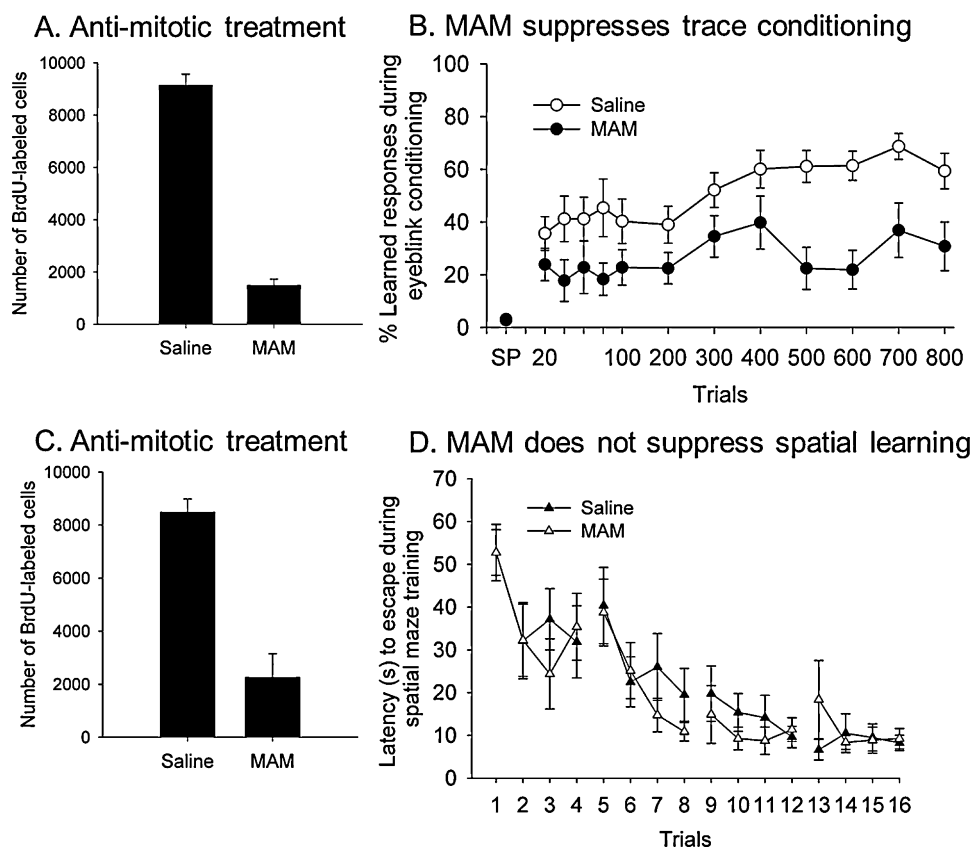 A. Anti-mitotic treatment
Number of BrdU-labeled cells
10000
8000
6000
4000
2000
0
Saline
MAM
B. MAM suppresses trace conditioning
% Learned responses during
eyeblink conditioning
100
80
60
40
20
0
Saline
MAM
SP 20 100 200 300 400 500 600 700 800
Trials
C. Anti-mitotic treatment
Number of BrdU-labeled cells
10000
8000
6000
4000
2000
0
Saline
MAM
D. MAM does not suppress spatial learning
Latency (s) to escape during
spatial maze training
70
60
50
40
30
20
10
0
Saline
MAM
1 2 3 4 5 6 7 8 9 10 11 12 13 14 15 16
Trials